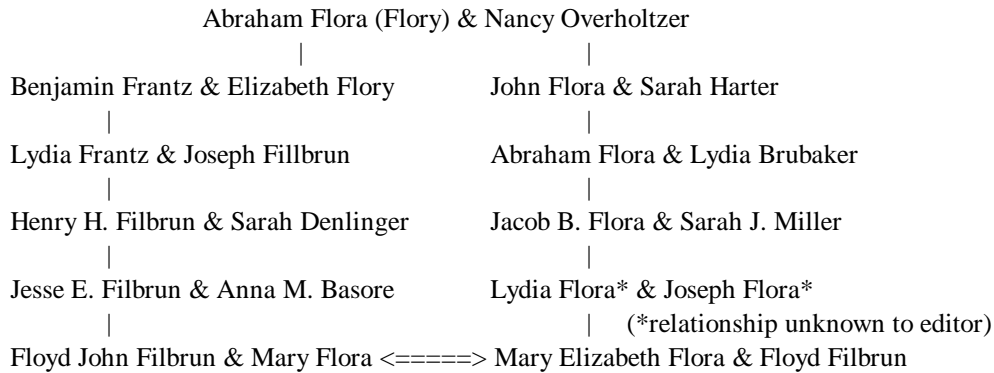 Abraham Flora (Flory) & Nancy Overholtzer
| |
Benjamin Frantz & Elizabeth Flory John Flora & Sarah Harter
| |
Lydia Frantz & Joseph Fillbrun Abraham Flora & Lydia Brubaker
| |
Henry H. Filbrun & Sarah Denlinger Jacob B. Flora & Sarah J. Miller
| |
Jesse E. Filbrun & Anna M. Basore Lydia Flora* & Joseph Flora*
| | (*relationship unknown to editor)
Floyd John Filbrun & Mary Flora <=====> Mary Elizabeth Flora & Floyd Filbrun